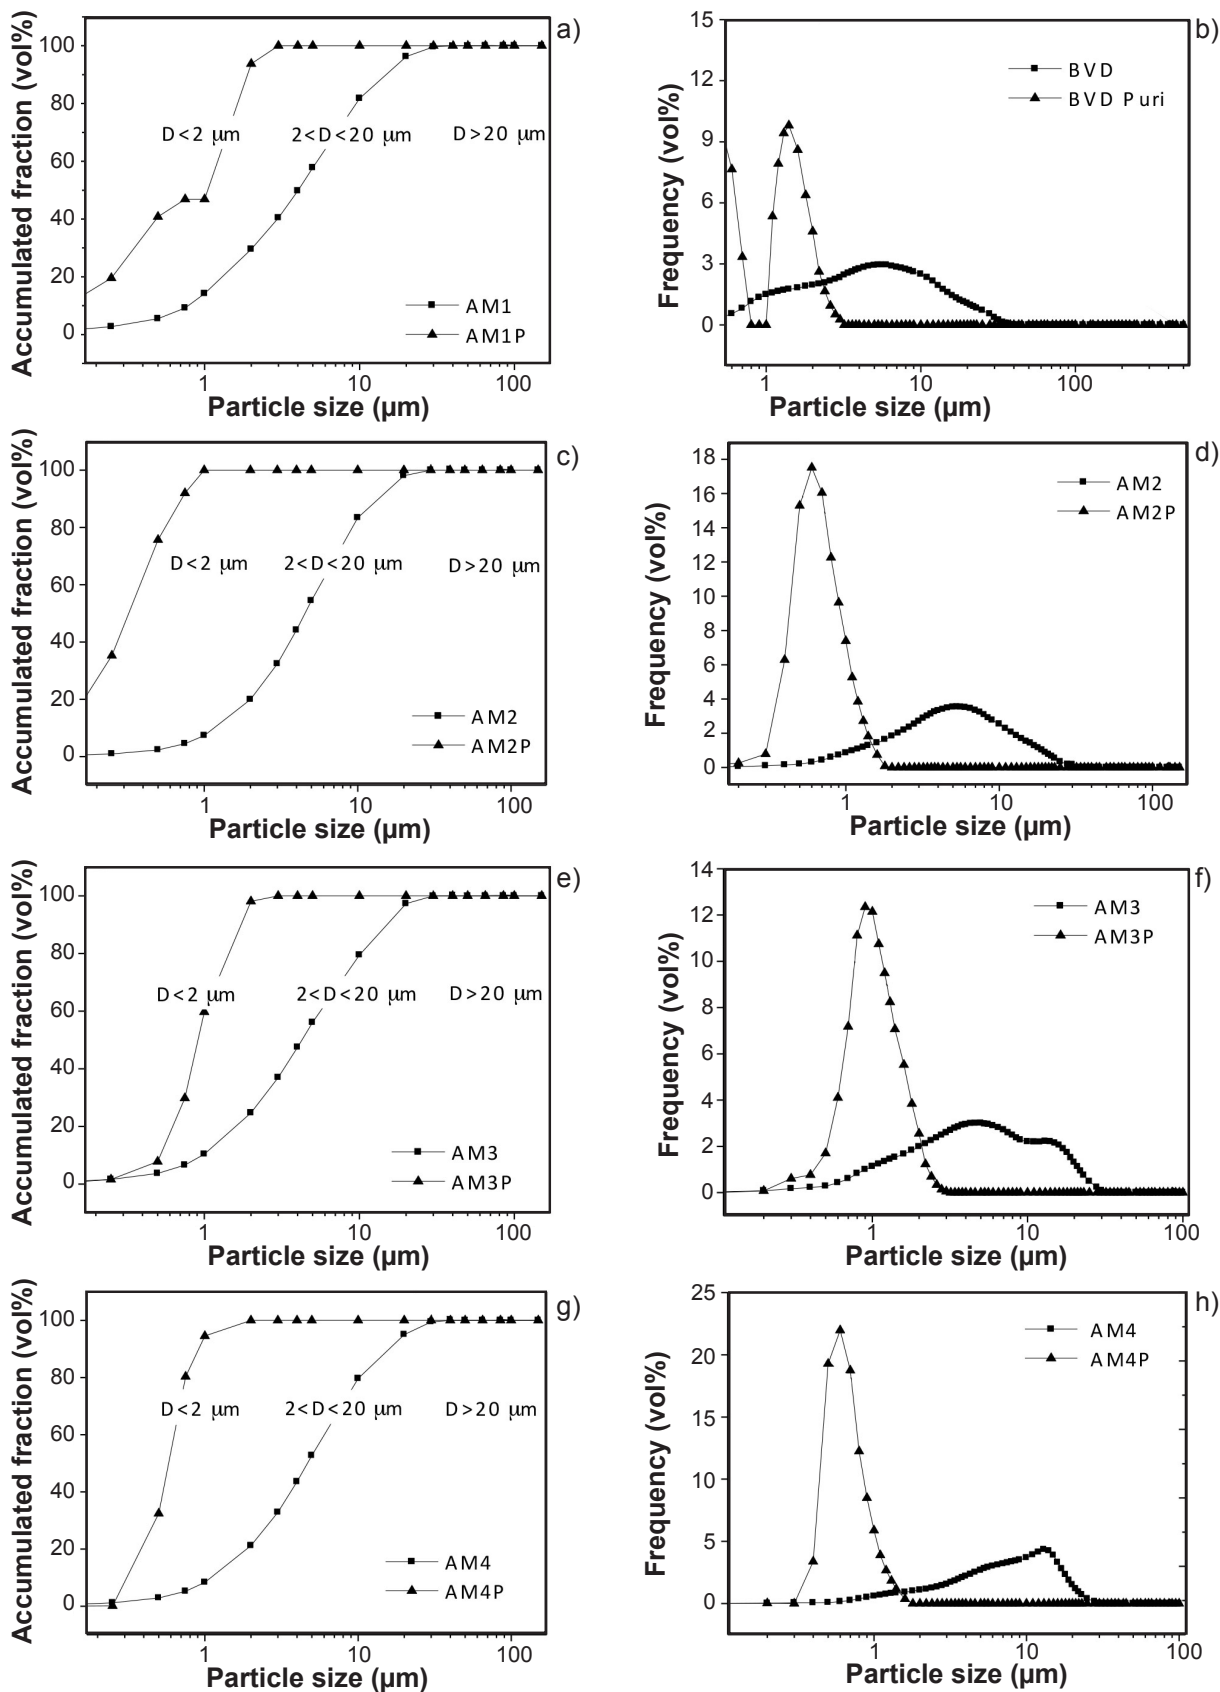 a)
Accumulated fraction (vol%)
100
80
60
40
20
0
D<2 µm
2<D<20 µm
D>20 µm
AM1
AM1P
1
10
100
Particle size (µm)
b)
Frequency (vol%)
15
12
9
6
3
0
BVD
BVD Puri
1
10
100
Particle size (µm)
c)
Accumulated fraction (vol%)
100
80
60
40
20
0
D<2 µm
2<D<20 µm
D>20 µm
AM2
AM2P
1
10
100
Particle size (µm)
d)
Frequency (vol%)
18
16
14
12
10
8
6
4
2
0
AM2
AM2P
1
10
100
Particle size (µm)
e)
Accumulated fraction (vol%)
100
80
60
40
20
0
D<2 µm
2<D<20 µm
D>20 µm
AM3
AM3P
1
10
100
Particle size (µm)
f)
Frequency (vol%)
14
12
10
8
6
4
2
0
AM3
AM3P
1
10
100
Particle size (µm)
g)
Accumulated fraction (vol%)
100
80
60
40
20
0
D<2 µm
2<D<20 µm
D>20 µm
AM4
AM4P
1
10
100
Particle size (µm)
h)
Frequency (vol%)
25
20
15
10
5
0
AM4
AM4P
1
10
100
Particle size (µm)